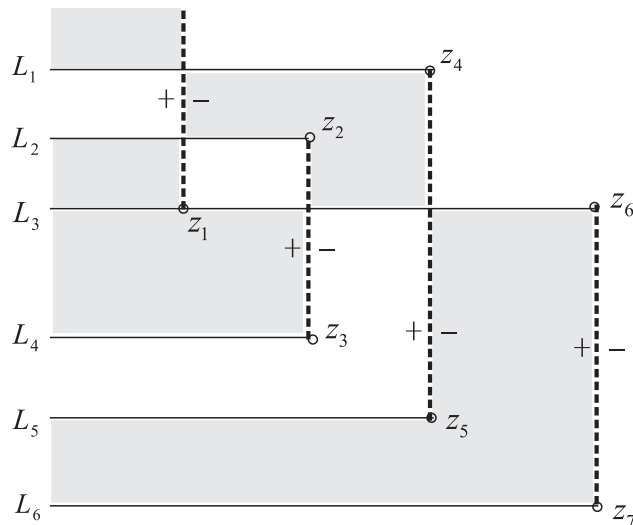 z₄
L₁
+ −
z₂
L₂
L₃
z₁
z₆
+ −
L₄
z₃
+ −
+ −
L₅
z₅
L₆
z₇